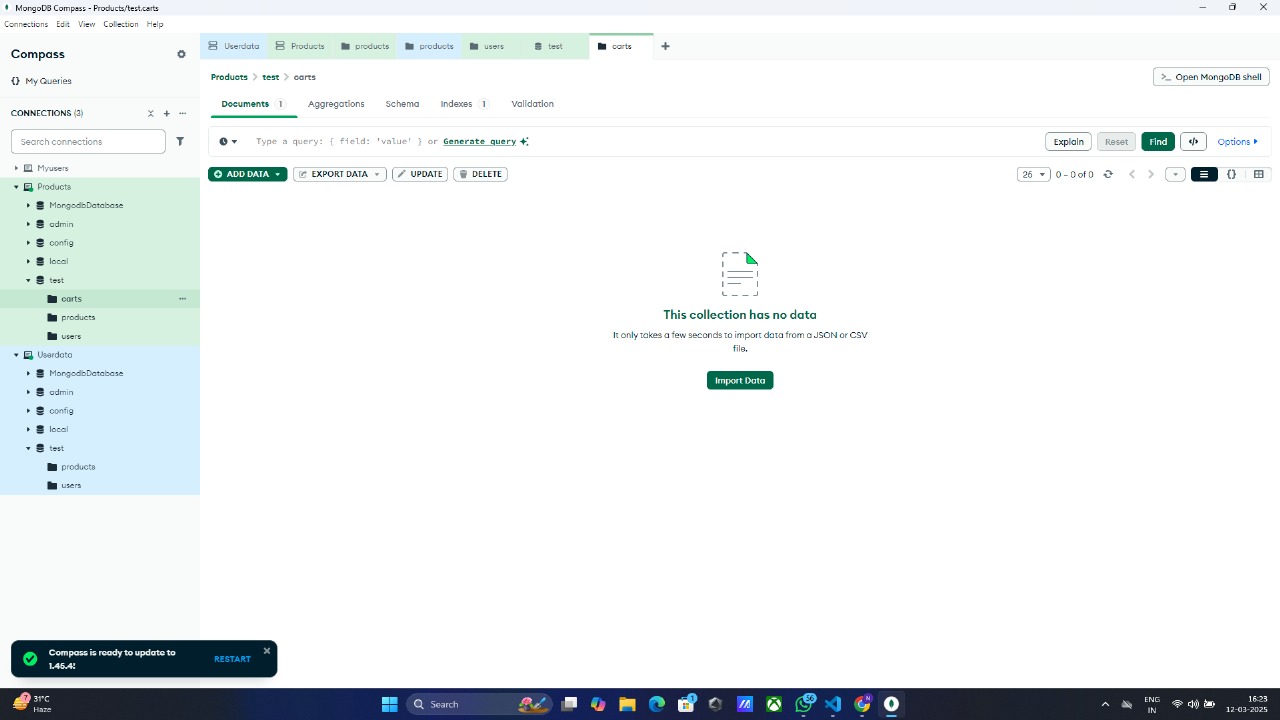 MongoDB Compass - Products/test.carts
Connections Edit View Collection Help
Compass
My Queries
CONNECTIONS (3)
Search connections
Myusers
Products
MongodbDatabase
admin
config
local
test
carts
products
users
Userdata
MongodbDatabase
admin
config
local
test
products
users
Userdata Products products products users test carts
Products > test > carts
Open MongoDB shell
Documents 1 Aggregations Schema Indexes 1 Validation
Type a query: { field: 'value' } or Generate query
Explain Reset Find </> Options
ADD DATA EXPORT DATA UPDATE DELETE
26 0 – 0 of 0
This collection has no data
It only takes a few seconds to import data from a JSON or CSV
file.
Import Data
Compass is ready to update to
1.45.4!
RESTART
7 31°C
Haze
Search
1
56
N
ENG
IN
16:23
12-03-2025